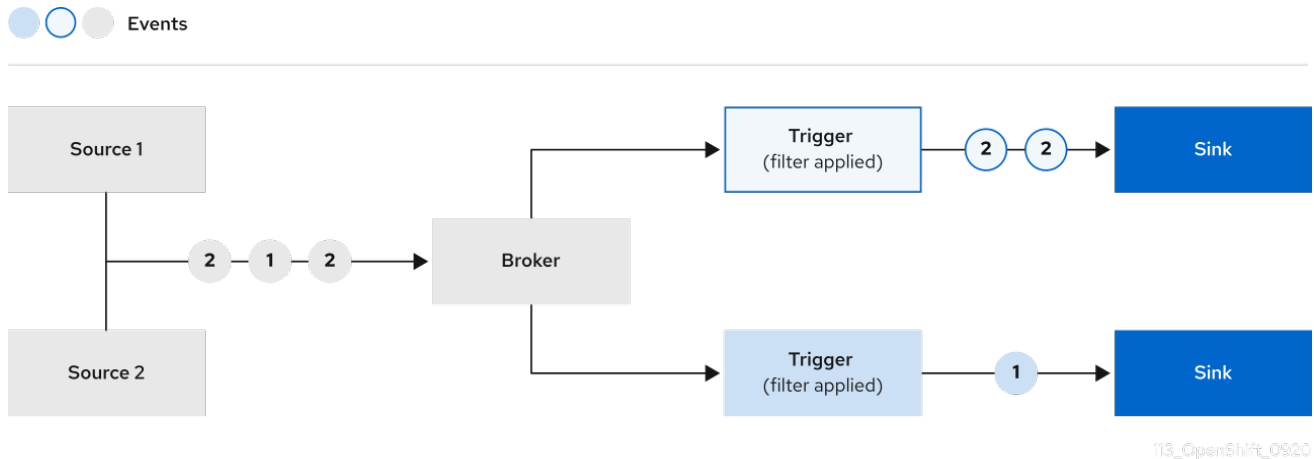 Events
Source 1
Source 2
2
1
2
Broker
Trigger
(filter applied)
2
2
Sink
Trigger
(filter applied)
1
Sink
113_OpenShift_0920